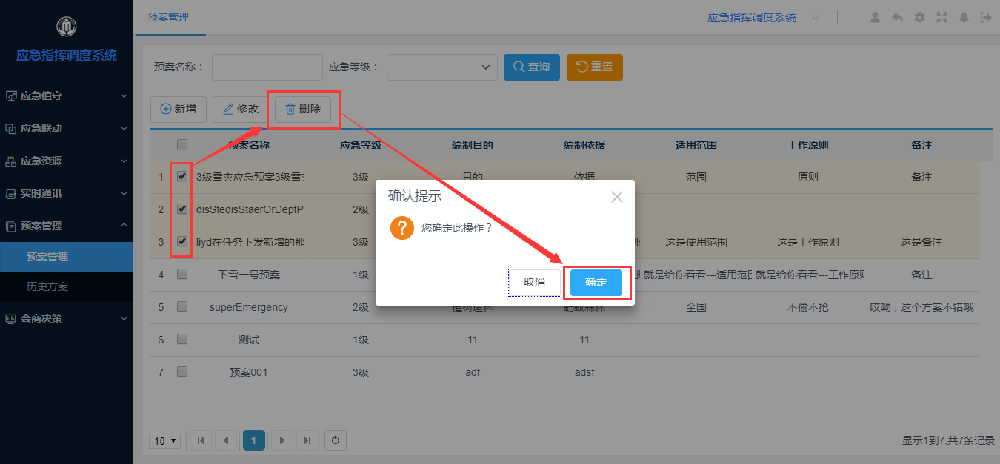 预案管理
应急指挥调度系统
应急指挥调度系统
应急值守
应急联动
应急资源
实时通讯
预案管理
预案管理
历史方案
会商决策
预案名称：
应急等级：
查询
重置
新增
修改
删除
预案名称 应急等级 编制目的 编制依据 适用范围 工作原则 备注
1 3级雪灾应急预案3级雪灾 3级 目的 依据 范围 原则 备注
2 disStedisStaerOrDeptP 2级
3 liyd在任务下发新增的那 3级 这是使用范围 这是工作原则 这是备注
4 下雪一号预案 1级 就是给你看看---适用范围 就是给你看看---工作原则 备注
5 superEmergency 2级 植树造林 蚂蚁森林 全国 不偷不抢 哎呦，这个方案不错哦
6 测试 1级 11 11
7 预案001 3级 adf adsf
确认提示
?
您确定此操作？
取消
确定
10
1
显示1到7,共7条记录